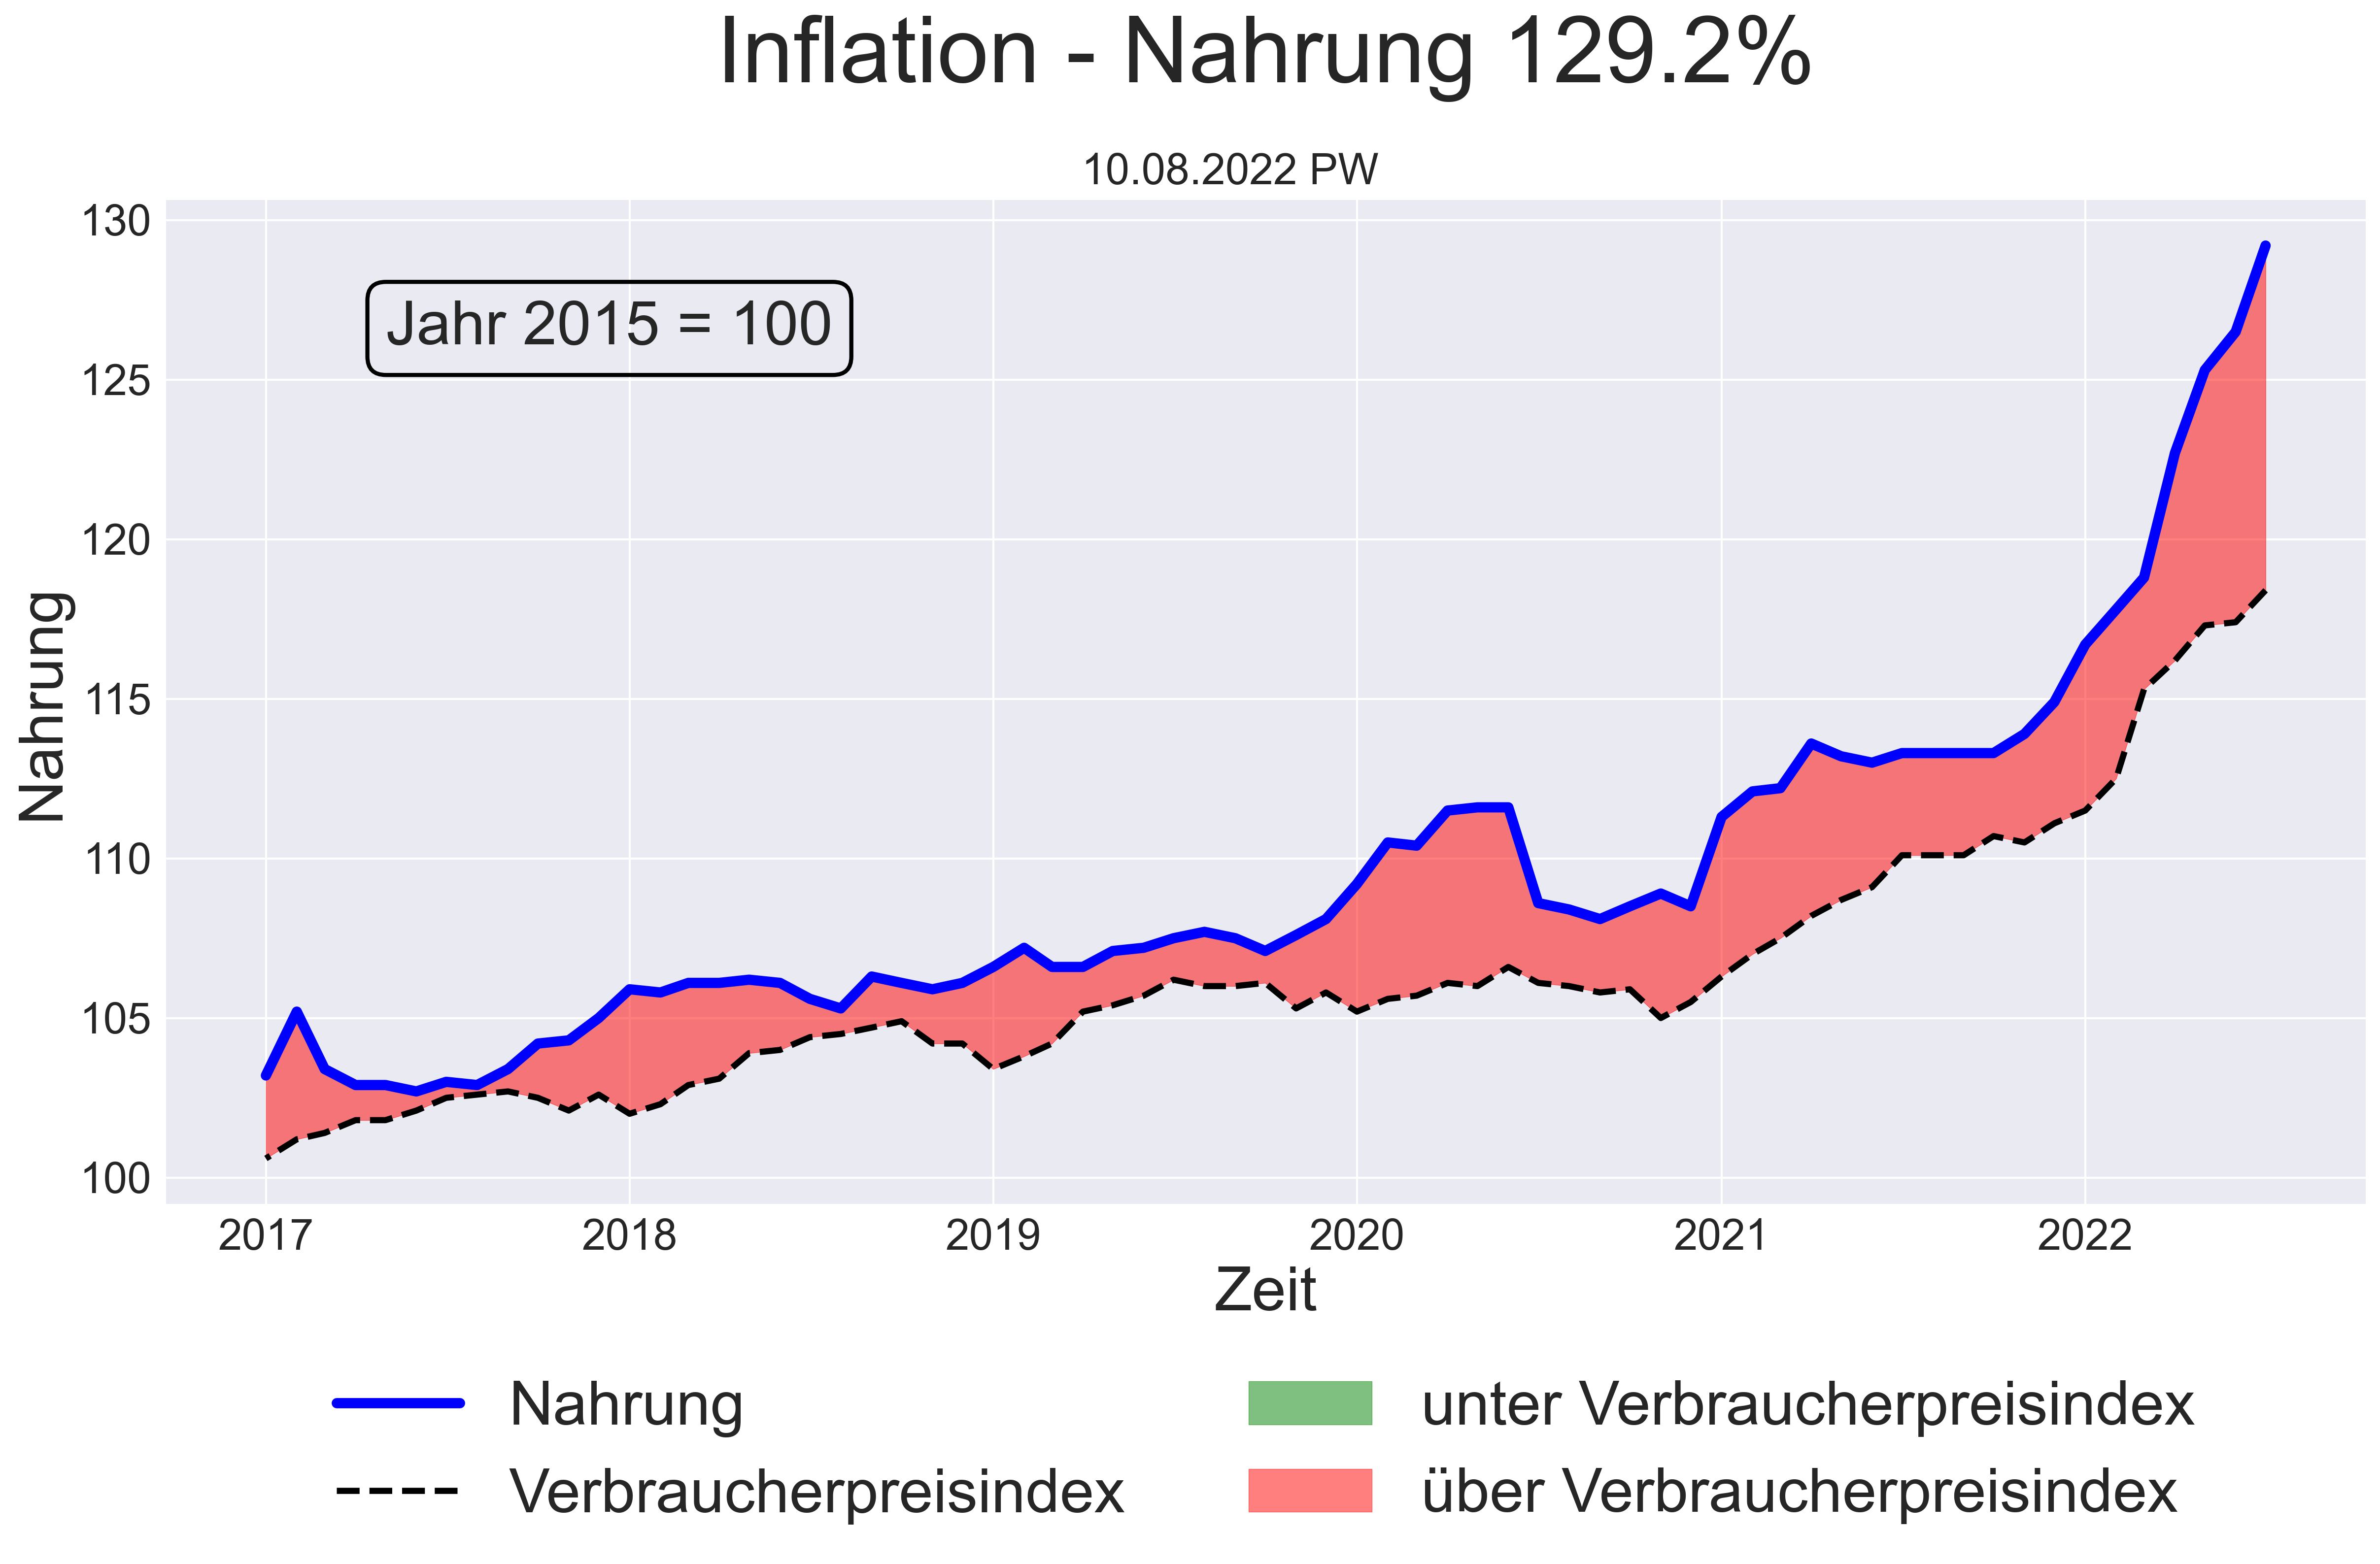 Inflation - Nahrung 129.2%
10.08.2022 PW
130
125
120
115
110
105
100
Nahrung
Jahr 2015 = 100
2017 2018 2019 2020 2021 2022
Zeit
Nahrung
Verbraucherpreisindex
unter Verbraucherpreisindex
über Verbraucherpreisindex